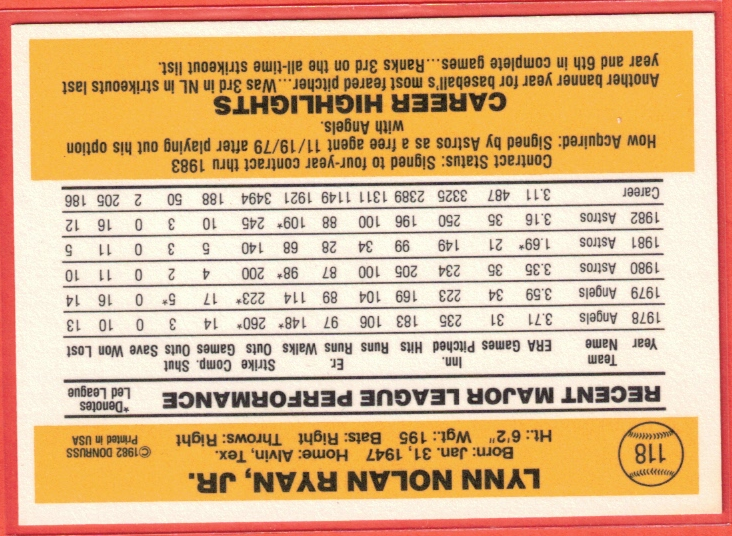 118
LYNN NOLAN RYAN, JR.
Born: Jan. 31, 1947 Home: Alvin, Tex.
Ht.: 6'2" Wgt.: 195 Bats: Right Throws: Right
©1982 DONRUSS
Printed in USA
RECENT MAJOR LEAGUE PERFORMANCE
*Denotes
Led League
Team Inn. Er. Strike Shut
Year Name ERA Games Pitched Hits Runs Runs Walks Outs Comp. Games Outs Save Won Lost
1978 Angels 3.71 31 235 183 106 97 148* 260* 14 3 0 10 13
1979 Angels 3.59 34 223 169 104 89 114 223* 17 5* 0 16 14
1980 Astros 3.35 35 234 205 100 87 98* 200 4 2 0 11 10
1981 Astros 1.69* 21 149 99 34 28 68 140 5 3 0 11 5
1982 Astros 3.16 35 250 196 100 88 109* 245 10 3 0 16 12
Career 3.11 487 3325 2389 1311 1149 1921 3494 188 50 2 205 186
Contract Status: Signed to four-year contract thru 1983
How Acquired: Signed by Astros as a free agent 11/19/79 after playing out his option
with Angels.
CAREER HIGHLIGHTS
Another banner year for baseball's most feared pitcher...Was 3rd in NL in strikeouts last
year and 6th in complete games...Ranks 3rd on the all-time strikeout list.